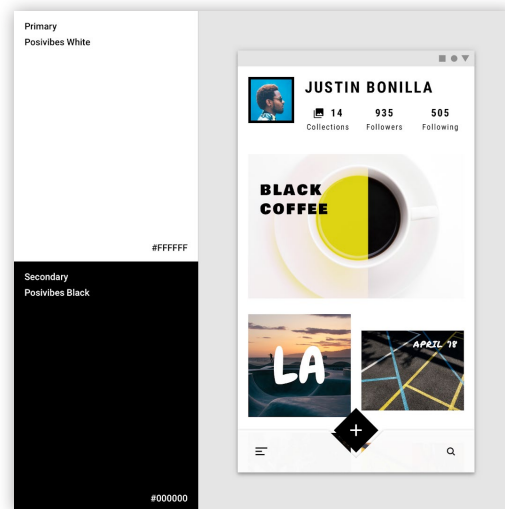 Primary
Posivibes White
#FFFFFF
Secondary
Posivibes Black
#000000
JUSTIN BONILLA
14 935 505
Collections Followers Following
BLACK
COFFEE
LA
APRIL '18